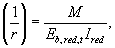 (1/r) = M / (E_{b,red,t} I_{red}),